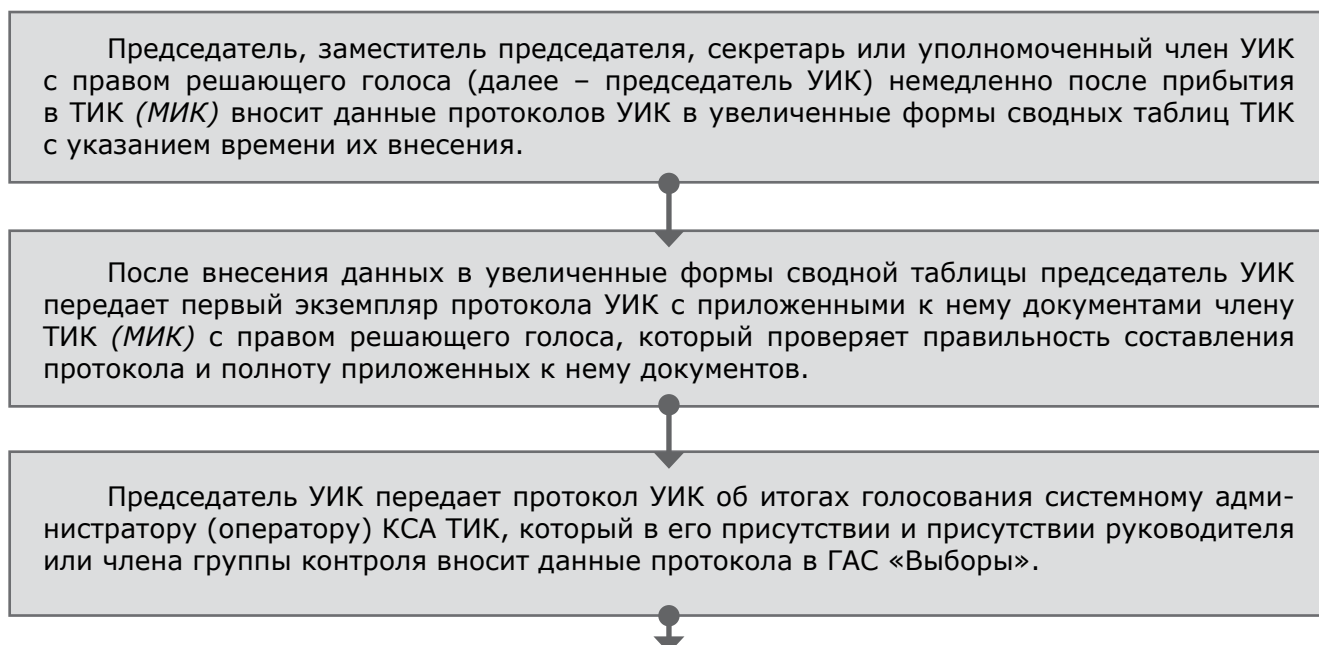 Председатель, заместитель председателя, секретарь или уполномоченный член УИК
с правом решающего голоса (далее – председатель УИК) немедленно после прибытия
в ТИК (МИК) вносит данные протоколов УИК в увеличенные формы сводных таблиц ТИК
с указанием времени их внесения.
После внесения данных в увеличенные формы сводной таблицы председатель УИК
передает первый экземпляр протокола УИК с приложенными к нему документами члену
ТИК (МИК) с правом решающего голоса, который проверяет правильность составления
протокола и полноту приложенных к нему документов.
Председатель УИК передает протокол УИК об итогах голосования системному адми-
нистратору (оператору) КСА ТИК, который в его присутствии и присутствии руководителя
или члена группы контроля вносит данные протокола в ГАС «Выборы».